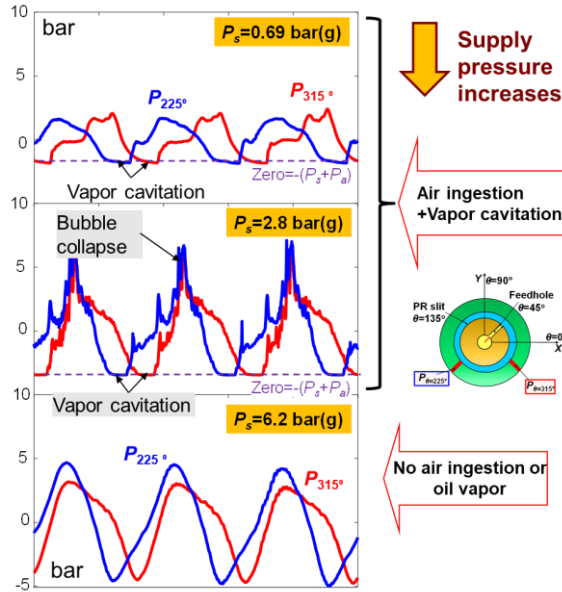 bar
Ps=0.69 bar(g)
P225°
P315 °
0
Zero=-(Ps+Pa)
Vapor cavitation
-5
10
Bubble
collapse
Ps=2.8 bar(g)
5
0
Zero=-(Ps+Pa)
Vapor cavitation
-5
10
Ps=6.2 bar(g)
P225 °
P315°
5
0
bar
-5
Supply
pressure
increases
Air ingestion
+Vapor cavitation
Y
θ=90°
Feedhole
θ=45°
PR slit
θ=135°
θ=0
X
Pθ=225°
Pθ=315°
No air ingestion or
oil vapor